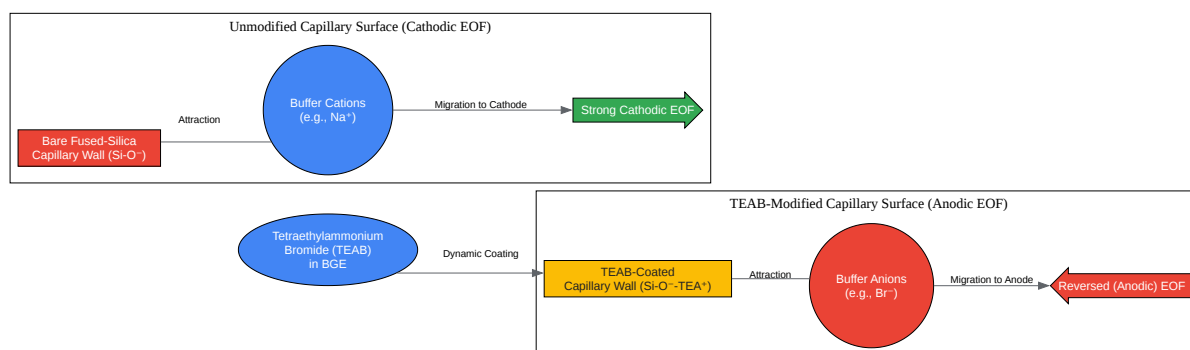 Unmodified Capillary Surface (Cathodic EOF)
Buffer Cations
(e.g., Na⁺)
Migration to Cathode
Strong Cathodic EOF
Attraction
Bare Fused-Silica
Capillary Wall (Si-O⁻)
TEAB-Modified Capillary Surface (Anodic EOF)
Tetraethylammonium
Bromide (TEAB)
in BGE
Dynamic Coating
TEAB-Coated
Capillary Wall (Si-O⁻-TEA⁺)
Attraction
Buffer Anions
(e.g., Br⁻)
Migration to Anode
Reversed (Anodic) EOF